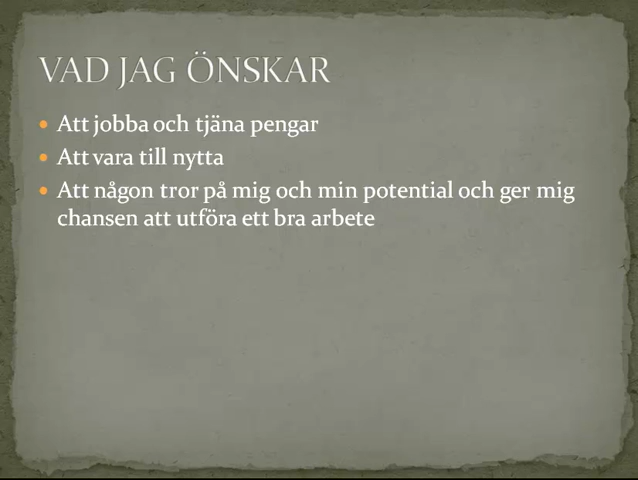 VAD JAG ÖNSKAR
Att jobba och tjäna pengar
Att vara till nytta
Att någon tror på mig och min potential och ger mig
chansen att utföra ett bra arbete